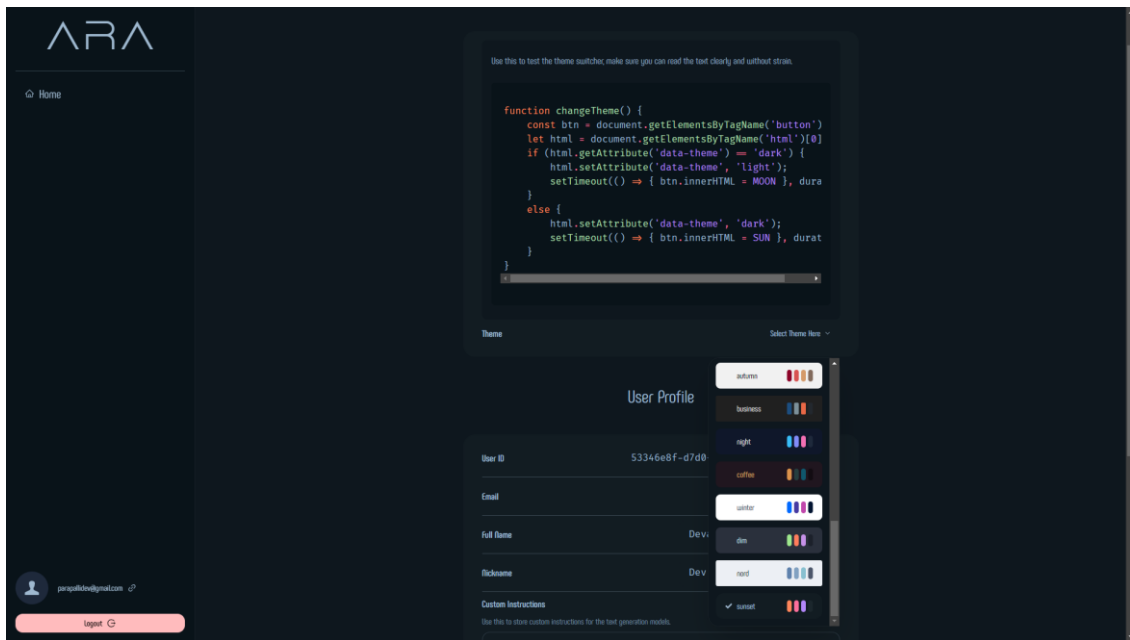 ARA
Home
Use this to test the theme switcher, make sure you can read the text clearly and without strain.
function changeTheme() {
const btn = document.getElementsByTagName('button')
let html = document.getElementsByTagName('html')[0]
if (html.getAttribute('data-theme') == 'dark') {
html.setAttribute('data-theme', 'light');
setTimeout(() => { btn.innerHTML = MOON }, dura
}
else {
html.setAttribute('data-theme', 'dark');
setTimeout(() => { btn.innerHTML = SUN }, durat
}
}
Theme
Select Theme Here
autumn
business
night
coffee
winter
dim
nord
sunset
User Profile
User ID
53346e8f-d7d0
Email
Full Name
Deva
Nickname
Dev
Custom Instructions
Use this to store custom instructions for the text generation models.
parapallidev@gmail.com
Logout